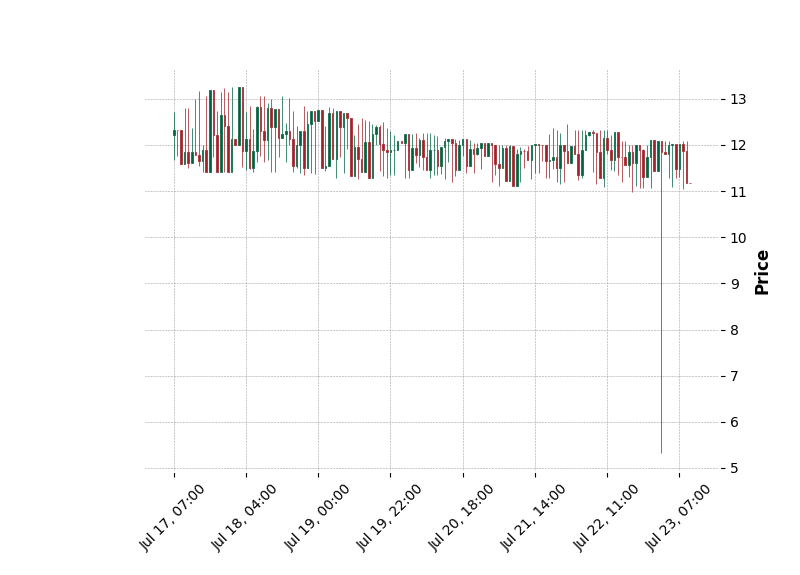 13
12
11
10
9
8
7
6
5
Price
Jul 17, 07:00
Jul 18, 04:00
Jul 19, 00:00
Jul 19, 22:00
Jul 20, 18:00
Jul 21, 14:00
Jul 22, 11:00
Jul 23, 07:00